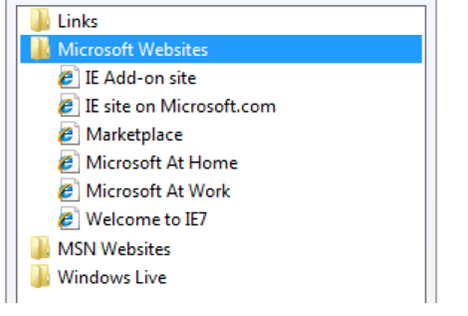 Links
Microsoft Websites
IE Add-on site
IE site on Microsoft.com
Marketplace
Microsoft At Home
Microsoft At Work
Welcome to IE7
MSN Websites
Windows Live